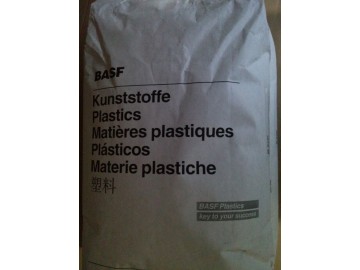 BASF
Kunststoffe
Plastics
Matières plastiques
Plásticos
Materie plastiche
塑料
BASF Plastics
key to your success